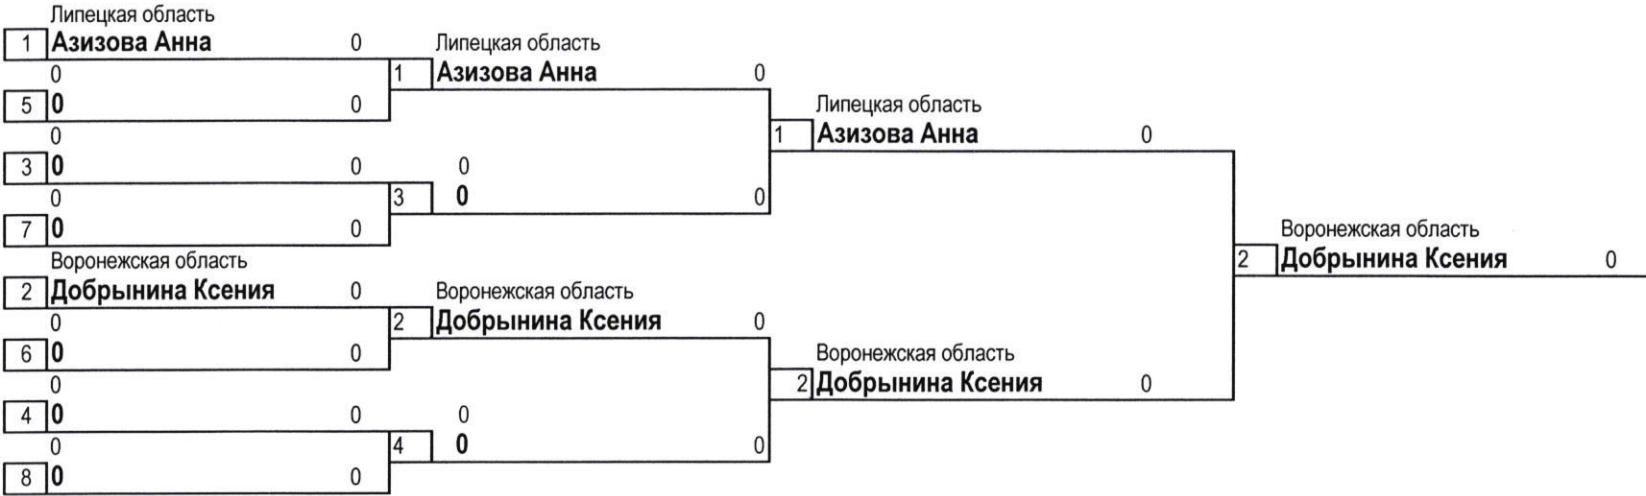 Липецкая область
1 Азизова Анна 0
0
5 0 0
0
3 0 0
0
7 0 0
Воронежская область
2 Добрынина Ксения 0
0
6 0 0
0
4 0 0
0
8 0 0
Липецкая область
1 Азизова Анна 0
0
3 0 0
Воронежская область
2 Добрынина Ксения 0
0
4 0 0
Липецкая область
1 Азизова Анна 0
Воронежская область
2 Добрынина Ксения 0
Воронежская область
2 Добрынина Ксения 0